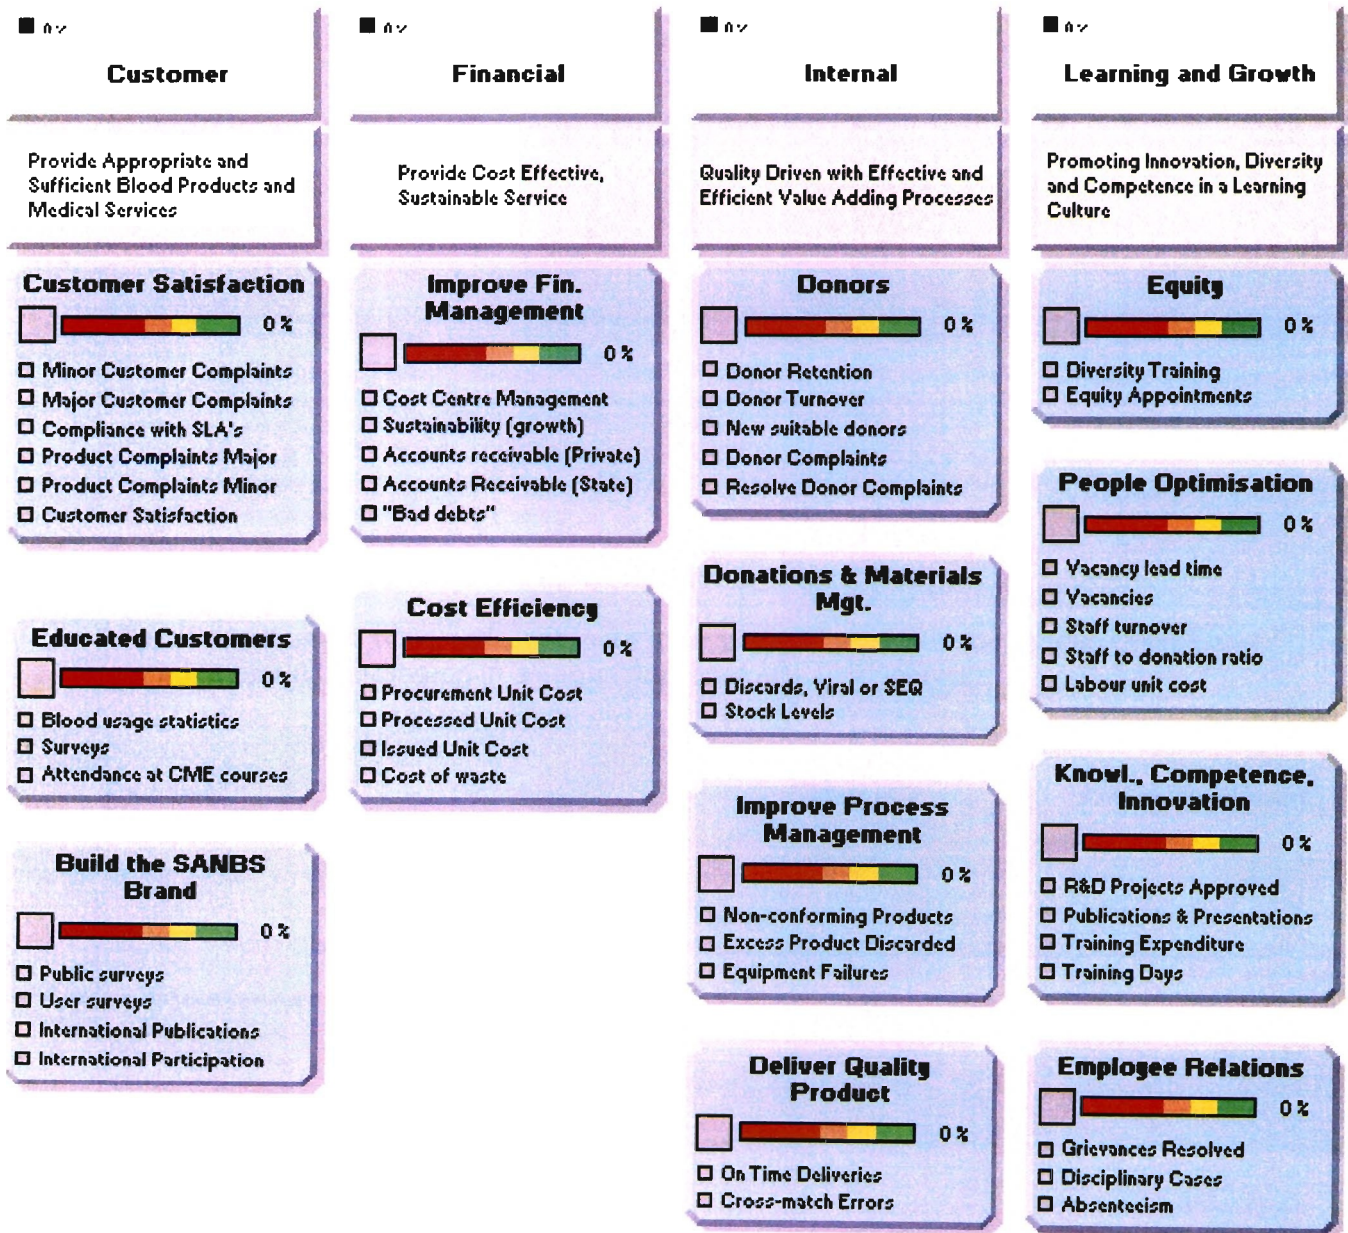 0%
Customer
Provide Appropriate and
Sufficient Blood Products and
Medical Services
Customer Satisfaction
0%
Minor Customer Complaints
Major Customer Complaints
Compliance with SLA's
Product Complaints Major
Product Complaints Minor
Customer Satisfaction
Educated Customers
0%
Blood usage statistics
Surveys
Attendance at CME courses
Build the SANBS
Brand
0%
Public surveys
User surveys
International Publications
International Participation
0%
Financial
Provide Cost Effective,
Sustainable Service
Improve Fin.
Management
0%
Cost Centre Management
Sustainability (growth)
Accounts receivable (Private)
Accounts Receivable (State)
"Bad debts"
Cost Efficiency
0%
Procurement Unit Cost
Processed Unit Cost
Issued Unit Cost
Cost of waste
0%
Internal
Quality Driven with Effective and
Efficient Value Adding Processes
Donors
0%
Donor Retention
Donor Turnover
New suitable donors
Donor Complaints
Resolve Donor Complaints
Donations & Materials
Mgt.
0%
Discards, Viral or SEQ
Stock Levels
Improve Process
Management
0%
Non-conforming Products
Excess Product Discarded
Equipment Failures
Deliver Quality
Product
0%
On Time Deliveries
Cross-match Errors
0%
Learning and Growth
Promoting Innovation, Diversity
and Competence in a Learning
Culture
Equity
0%
Diversity Training
Equity Appointments
People Optimisation
0%
Vacancy lead time
Vacancies
Staff turnover
Staff to donation ratio
Labour unit cost
Knowl., Competence,
Innovation
0%
R&D Projects Approved
Publications & Presentations
Training Expenditure
Training Days
Employee Relations
0%
Grievances Resolved
Disciplinary Cases
Absenteeism